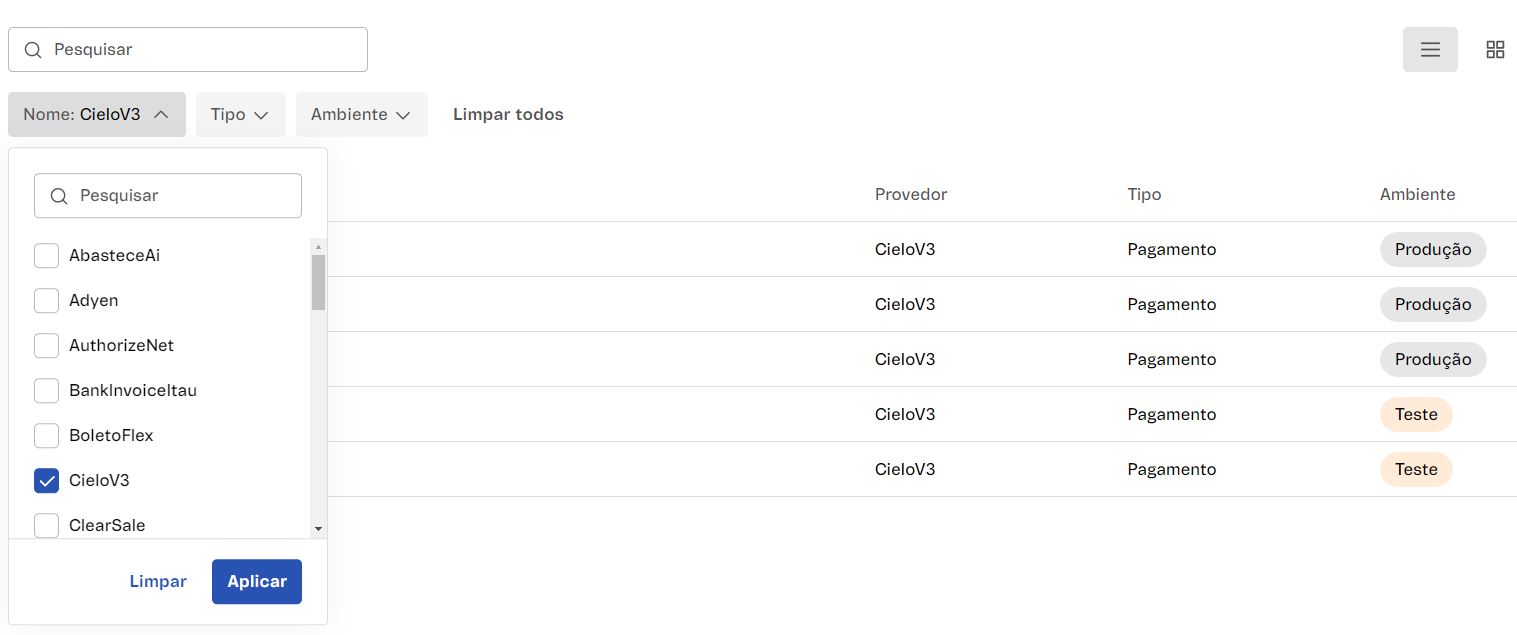 Pesquisar
Nome: CieloV3 Tipo Ambiente Limpar todos
Pesquisar
AbasteceAi
Adyen
AuthorizeNet
BankInvoiceItau
BoletoFlex
CieloV3
ClearSale
Limpar Aplicar
Provedor Tipo Ambiente
CieloV3 Pagamento Produção
CieloV3 Pagamento Produção
CieloV3 Pagamento Produção
CieloV3 Pagamento Teste
CieloV3 Pagamento Teste